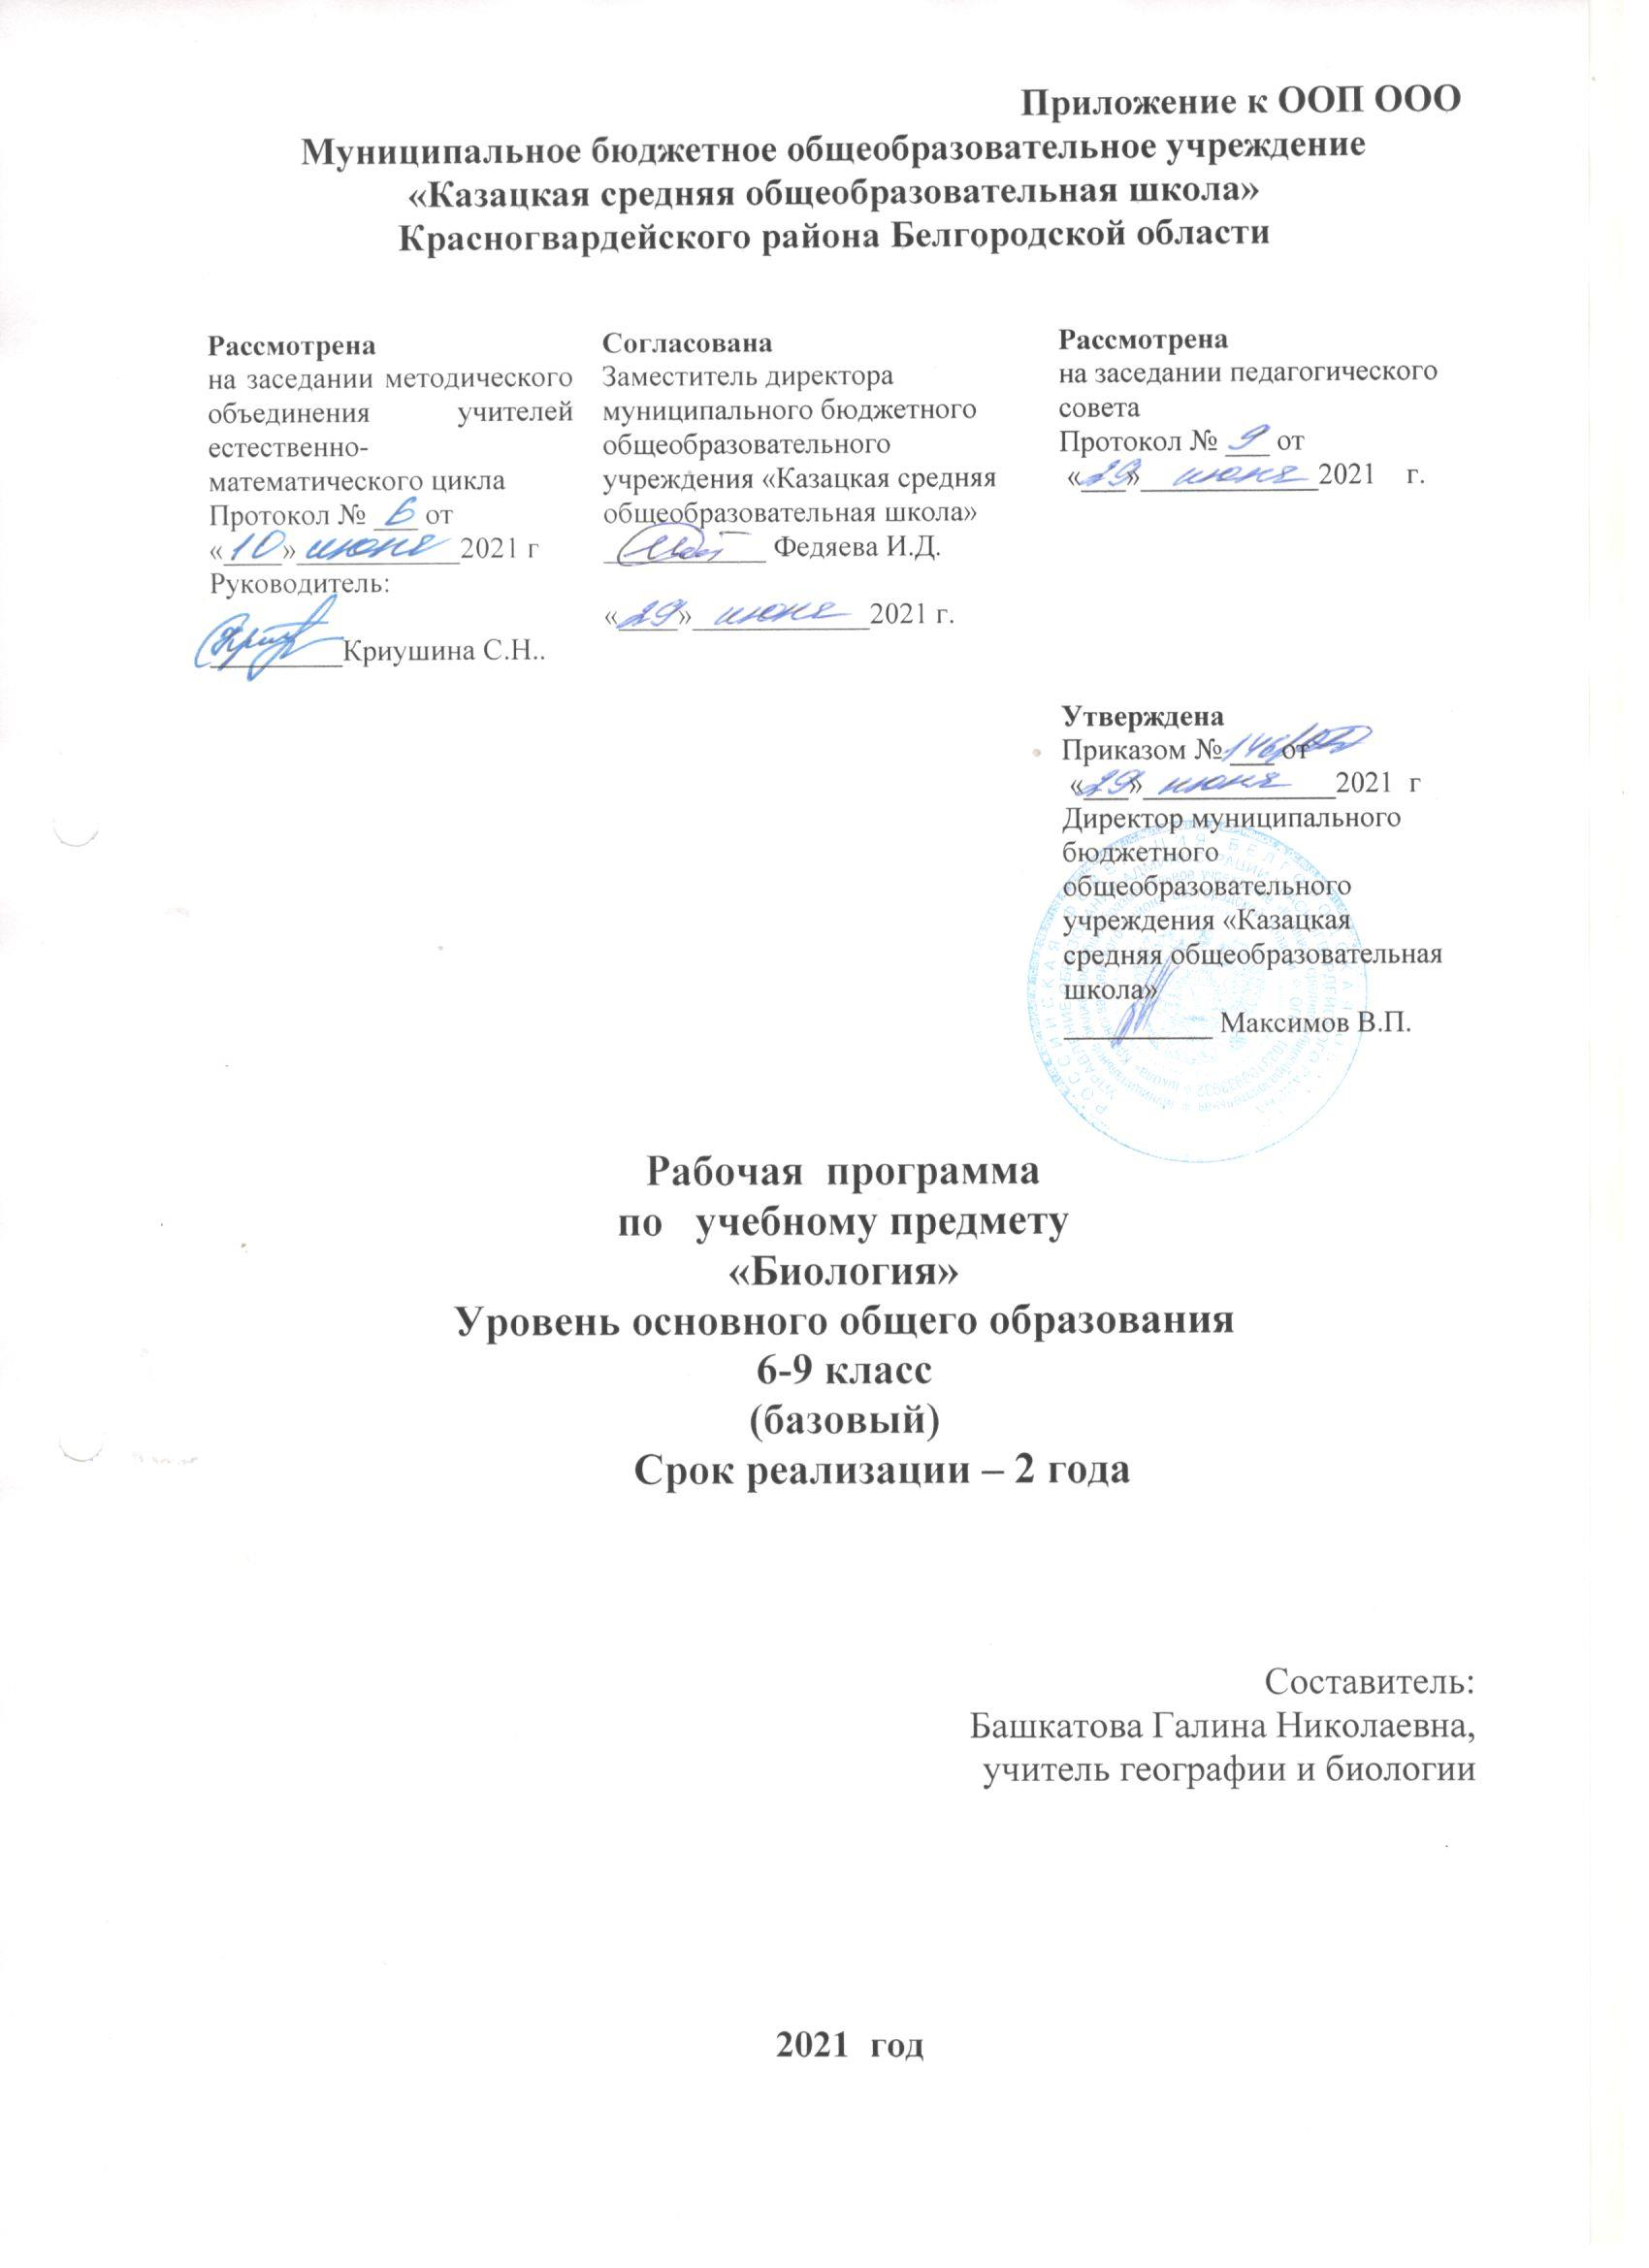 Приложение к ООП ООО
Муниципальное бюджетное общеобразовательное учреждение
«Казацкая средняя общеобразовательная школа»
Красногвардейского района Белгородской области
Рассмотрена
на заседании методического
объединения учителей
естественно-
математического цикла
Протокол № 6 от
«10» июня 2021 г
Руководитель:
Криушина С.Н..
Согласована
Заместитель директора
муниципального бюджетного
общеобразовательного
учреждения «Казацкая средняя
общеобразовательная школа»
Федяева И.Д.
«29» июня 2021 г.
Рассмотрена
на заседании педагогического
совета
Протокол № 9 от
«29» июня 2021 г.
Утверждена
Приказом № 146/ от
«29» июня 2021 г
Директор муниципального
бюджетного
общеобразовательного
учреждения «Казацкая
средняя общеобразовательная
школа»
Максимов В.П.
Рабочая программа
по учебному предмету
«Биология»
Уровень основного общего образования
6-9 класс
(базовый)
Срок реализации – 2 года
Составитель:
Башкатова Галина Николаевна,
учитель географии и биологии
2021 год